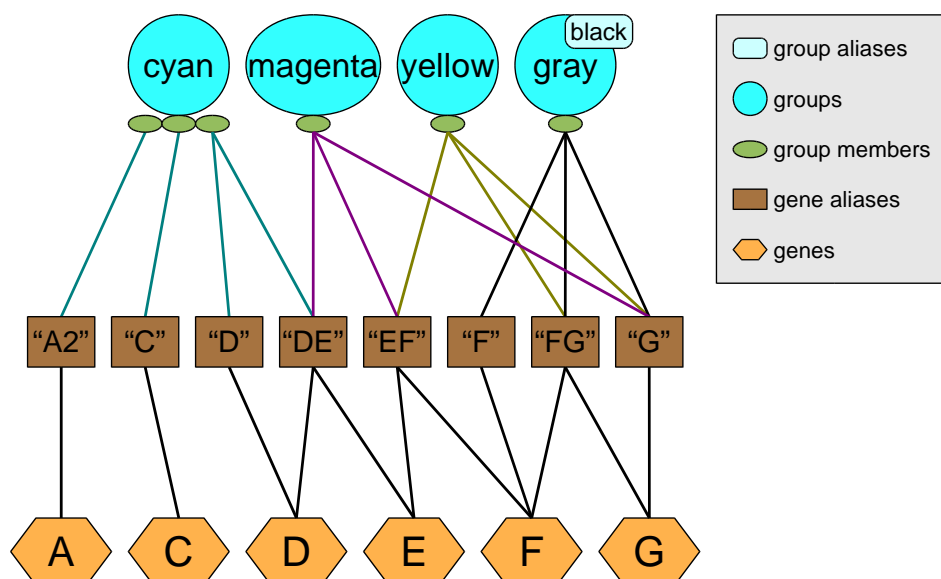 black
cyan
magenta
yellow
gray
group aliases
groups
group members
gene aliases
genes
“A2”
“C”
“D”
“DE”
“EF”
“F”
“FG”
“G”
A
C
D
E
F
G